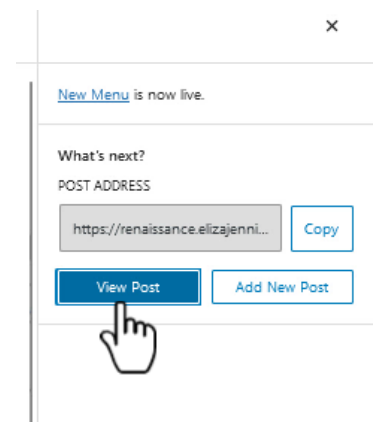 New Menu is now live.
What's next?
POST ADDRESS
https://renaissance.elizajenni...
Copy
View Post
Add New Post